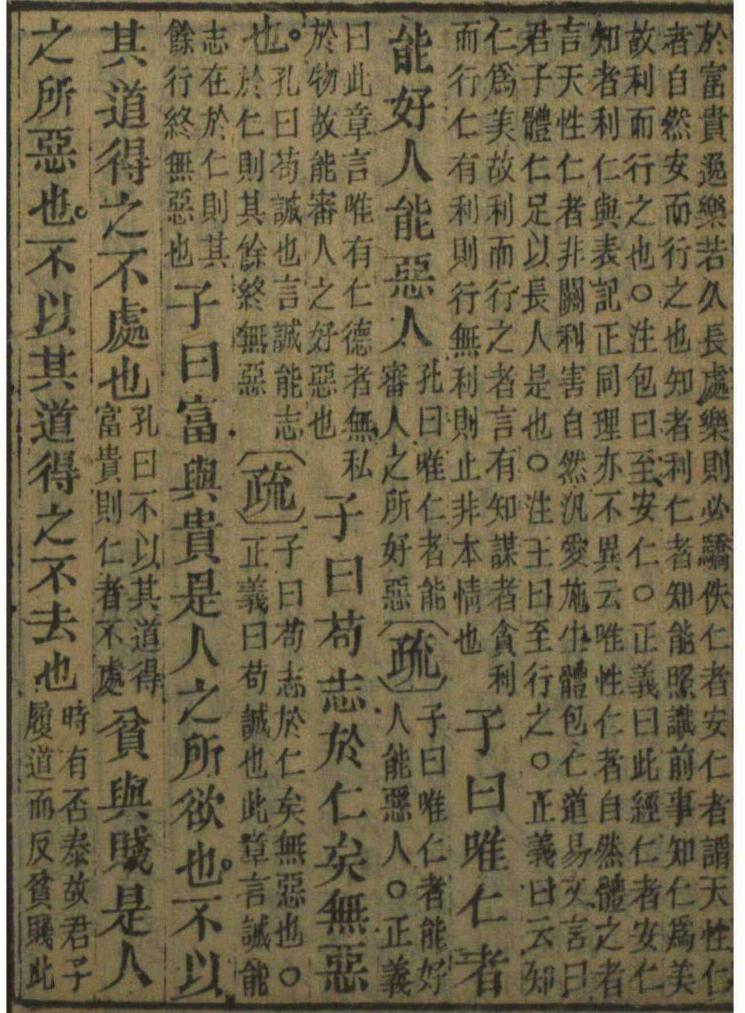 於富貴逸樂若久長處樂則必驕佚仁者安仁者謂天性仁
者自然安而行之也知者利仁者知能照識前事知仁爲美
故利而行之也○注包曰至安仁○正義曰此經仁者安仁
知者利仁與表記正同理亦不異云唯性仁者自然體之者
言天性仁者非關利害自然汎愛施生體包仁道易文言曰
君子體仁足以長人是也○注王曰至行之○正義曰云知
仁爲美故利而行之者言有知謀者貪利
而行仁有利則行無利則止非本情也
子曰唯仁者
能好人能惡人
孔曰唯仁者能
審人之所好惡
疏
子曰唯仁者能好
人能惡人○正義
曰此章言唯有仁德者無私
於物故能審人之好惡也
子曰苟志於仁矣無惡
也
孔曰苟誠也言誠能志
於仁則其餘終無惡
疏
子曰苟志於仁矣無惡也○
正義曰苟誠也此章言誠能
志在於仁則其
餘行終無惡也
子曰富與貴是人之所欲也不以
其道得之不處也
孔曰不以其道得
富貴則仁者不處
貧與賤是人
之所惡也不以其道得之不去也
時有否泰故君子
履道而反貧賤此